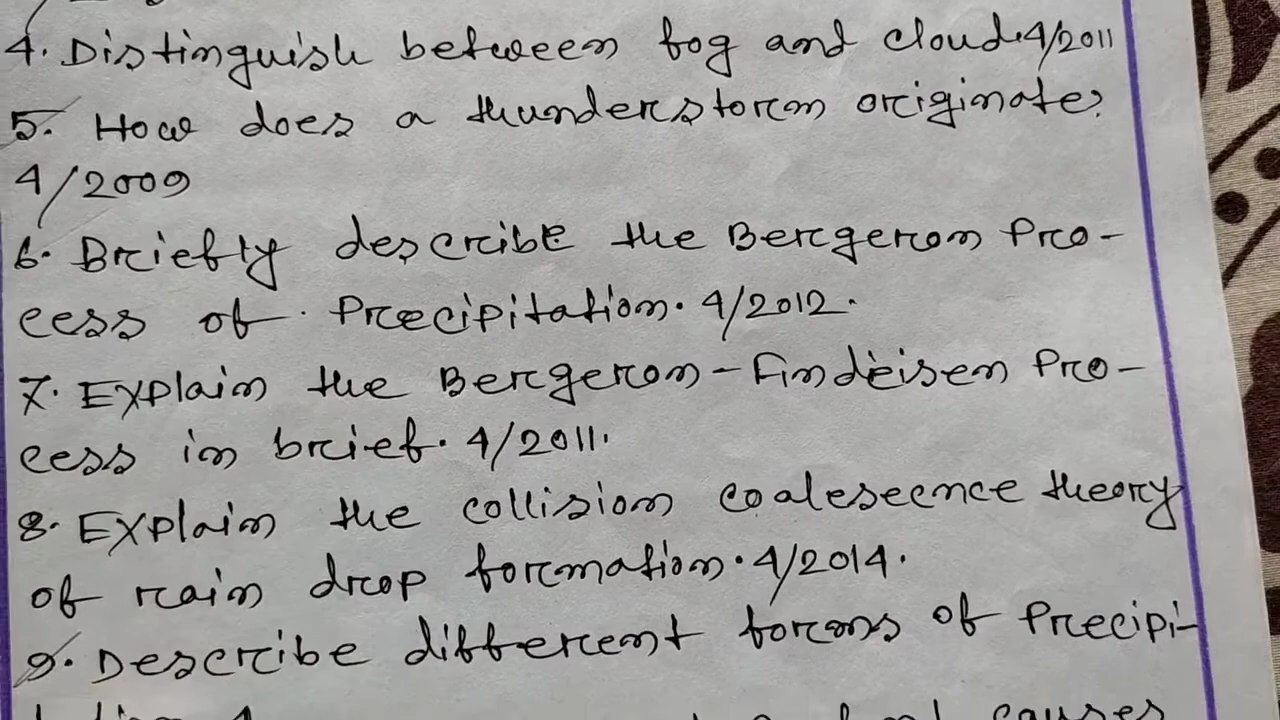 4. Distinguish between fog and cloud. 4/2011
5. How does a thunderstorm originate?
4/2009
6. Briefly describe the Bergeron Pro-
cess of Precipitation. 4/2012.
7. Explain the Bergeron-Findeisen Pro-
cess in brief. 4/2011.
8. Explain the collision coalescence theory
of rain drop formation. 4/2014.
9. Describe different forms of Precipi-
causes